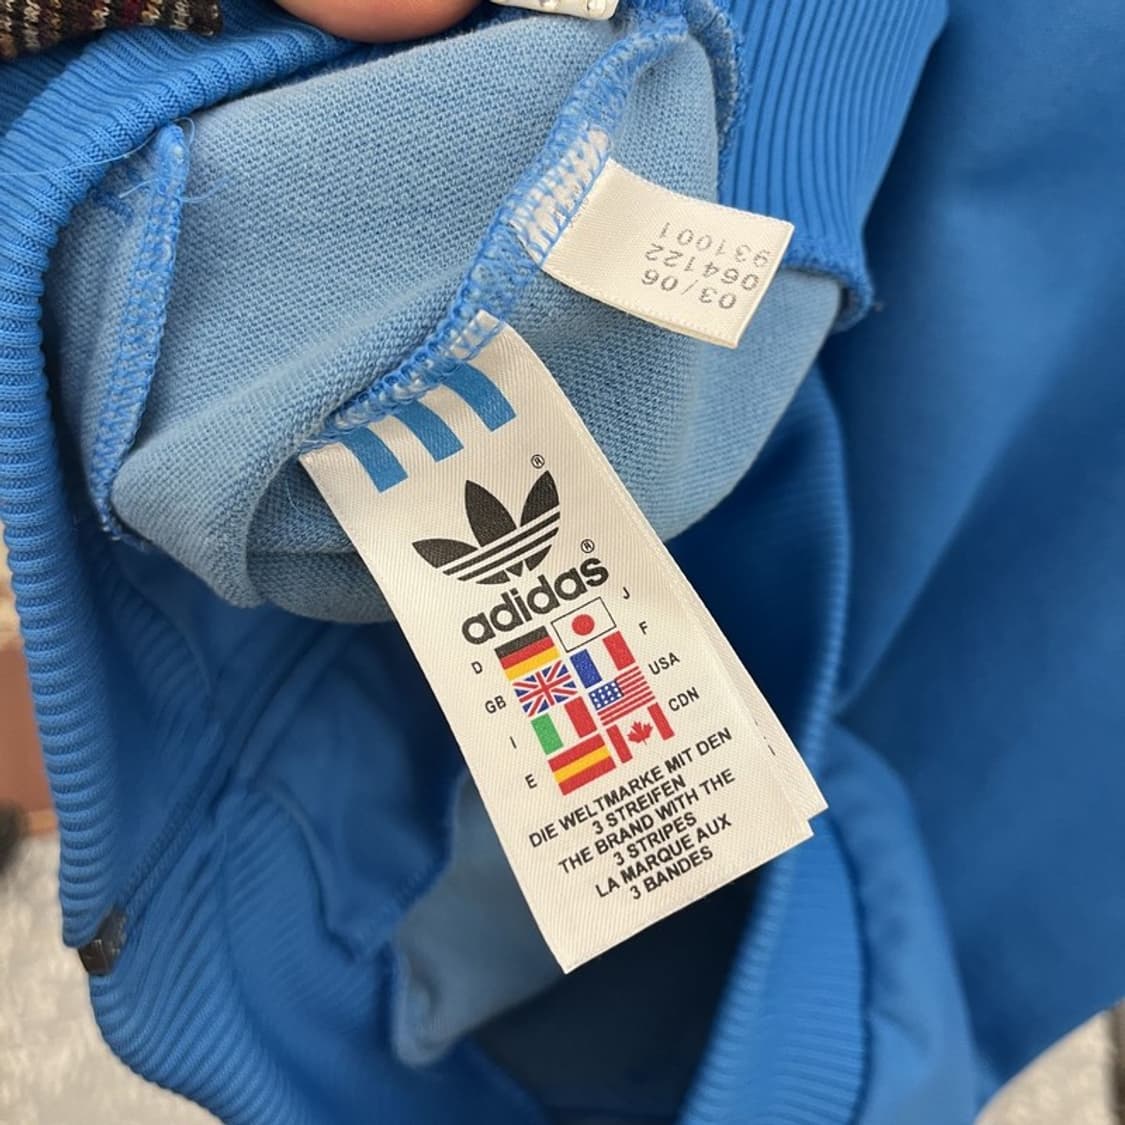 03/06
064122
931001
®
adidas®
J
D
F
GB
USA
I
CDN
E
DIE WELTMARKE MIT DEN
3 STREIFEN
THE BRAND WITH THE
3 STRIPES
LA MARQUE AUX
3 BANDES